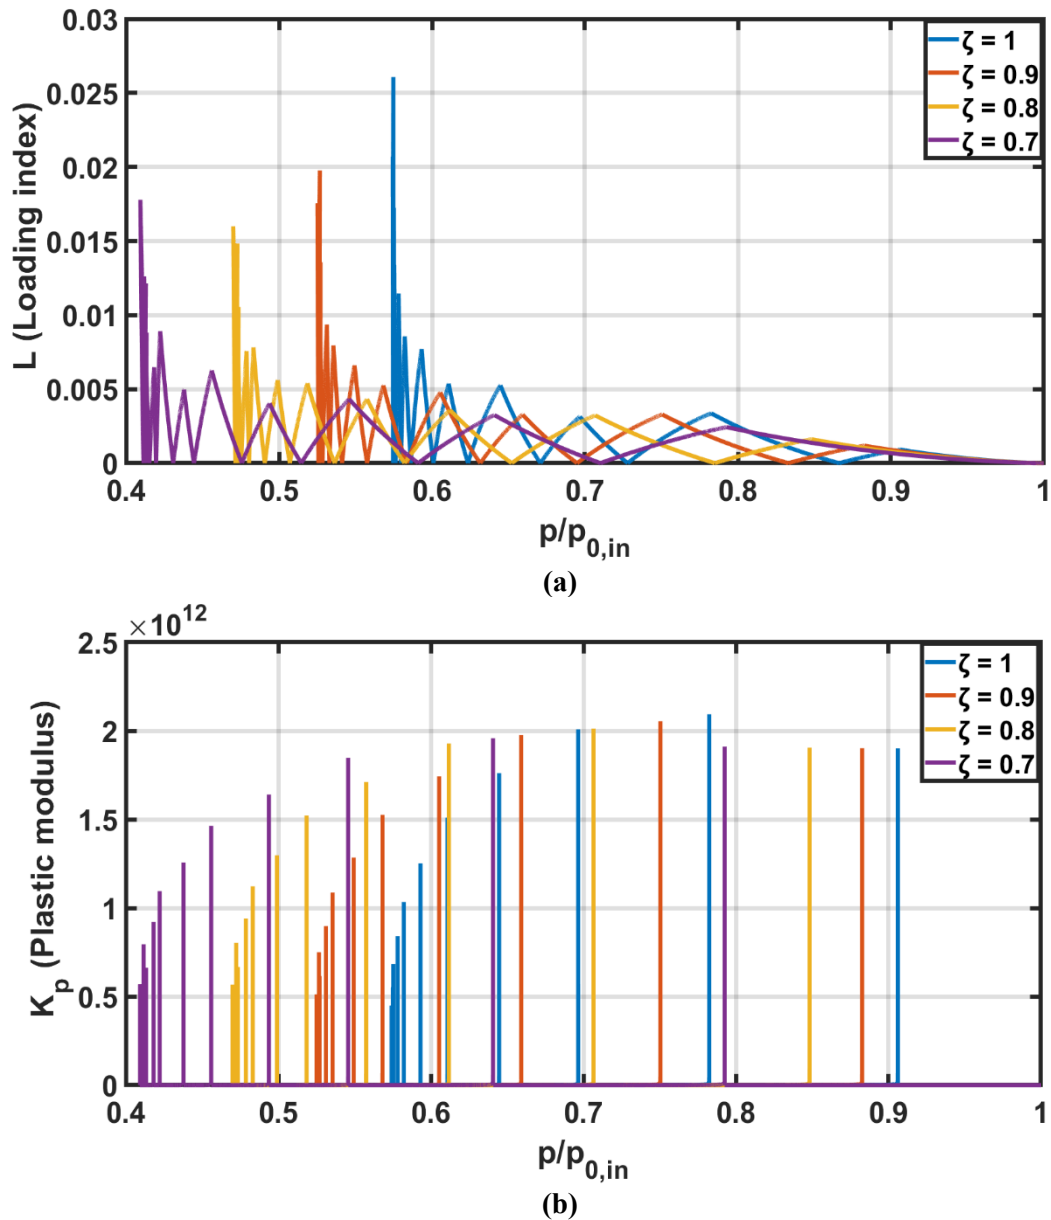 0.03
0.025
0.02
0.015
0.01
0.005
0
L (Loading index)
ζ = 1
ζ = 0.9
ζ = 0.8
ζ = 0.7
0.4 0.5 0.6 0.7 0.8 0.9 1
p/p0,in
(a)
×10^12
2.5
2
1.5
1
0.5
0
Kp (Plastic modulus)
ζ = 1
ζ = 0.9
ζ = 0.8
ζ = 0.7
0.4 0.5 0.6 0.7 0.8 0.9 1
p/p0,in
(b)